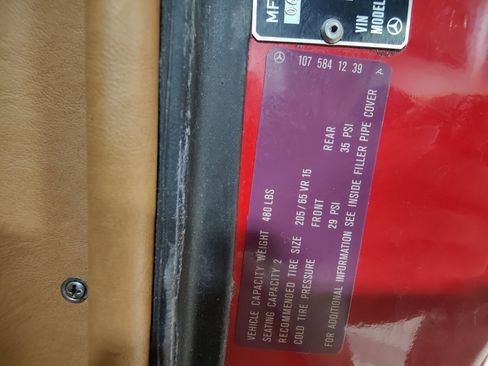 MF
VIN
MODEL
107 584 12 39 A
VEHICLE CAPACITY WEIGHT 480 LBS
SEATING CAPACITY 2
RECOMMENDED TIRE SIZE 205/65 VR 15
COLD TIRE PRESSURE FRONT REAR
29 PSI 35 PSI
FOR ADDITIONAL INFORMATION SEE INSIDE FILLER PIPE COVER